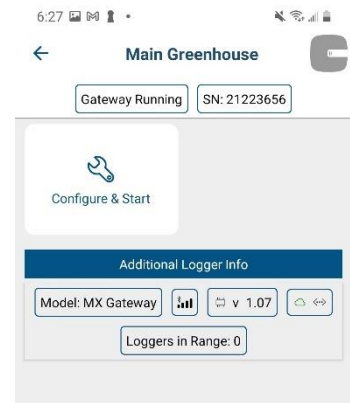 6:27
Main Greenhouse
Gateway Running SN: 21223656
Configure & Start
Additional Logger Info
Model: MX Gateway v 1.07
Loggers in Range: 0